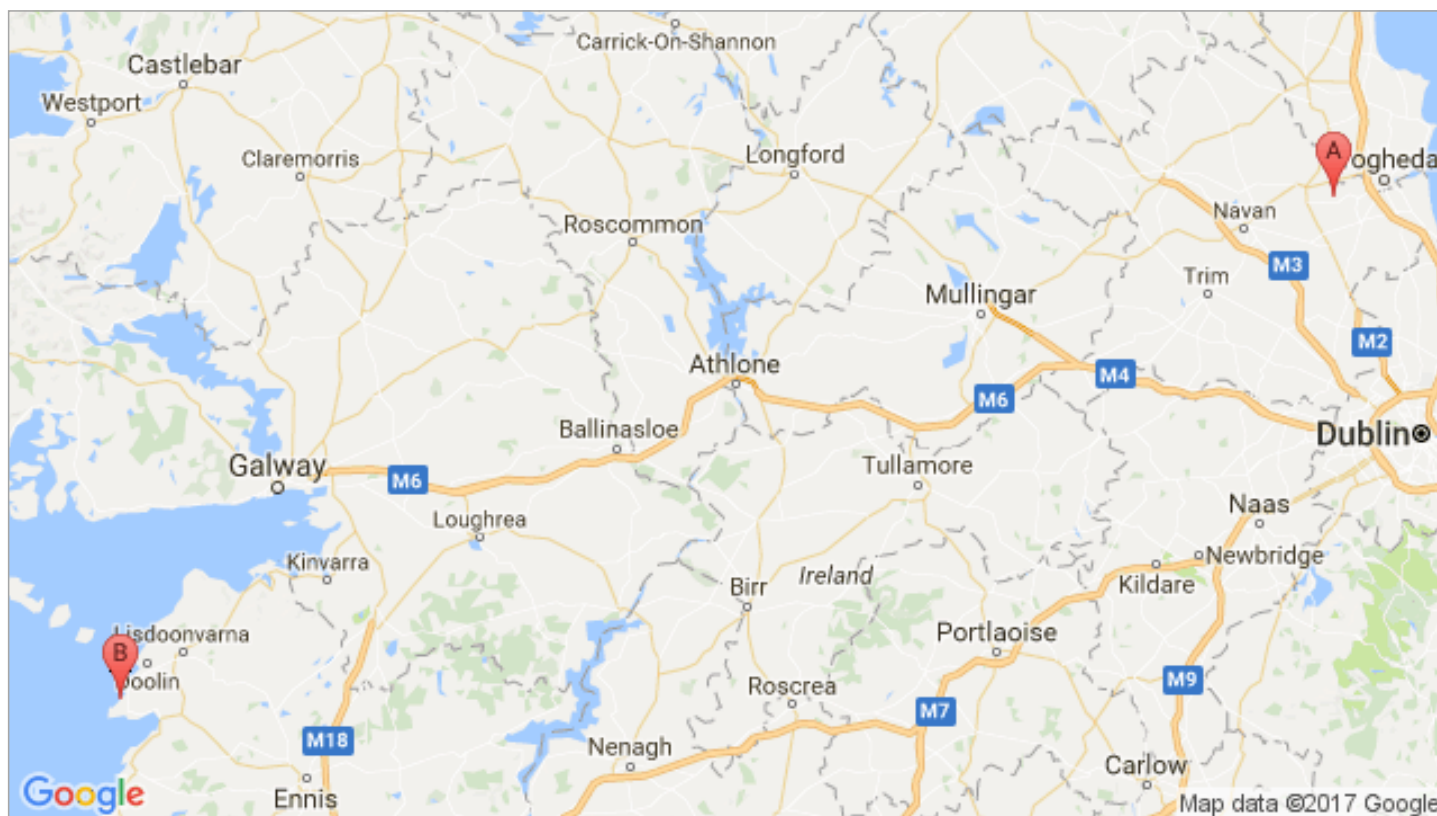 Carrick-On-Shannon
Castlebar
Westport
Claremorris
Longford
A
ogheda
Roscommon
Navan
M3
Trim
Mullingar
M2
Athlone
M4
M6
Ballinasloe
Dublin
Galway
M6
Tullamore
Loughrea
Naas
Kinvarra
Newbridge
Ireland
Kildare
Birr
Lisdoonvarna
B
Doolin
Portlaoise
Roscrea
M9
M7
M18
Nenagh
Carlow
Ennis
Google
Map data ©2017 Google